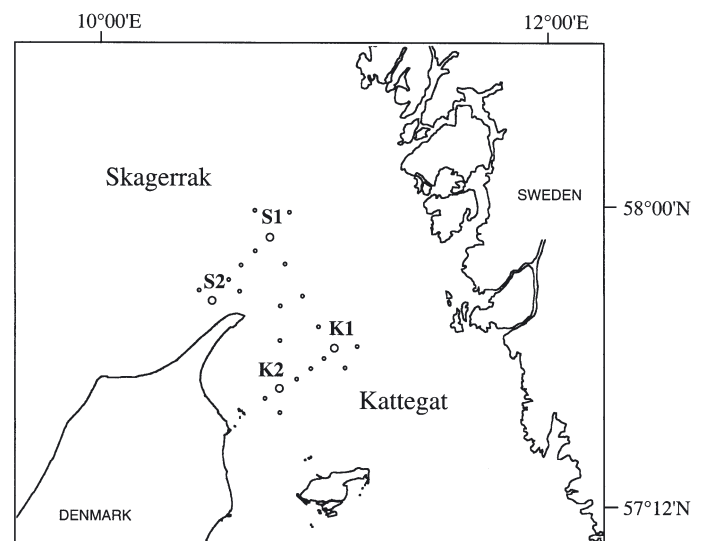 10°00'E
12°00'E
Skagerrak
SWEDEN
58°00'N
S1
S2
K1
K2
Kattegat
DENMARK
57°12'N